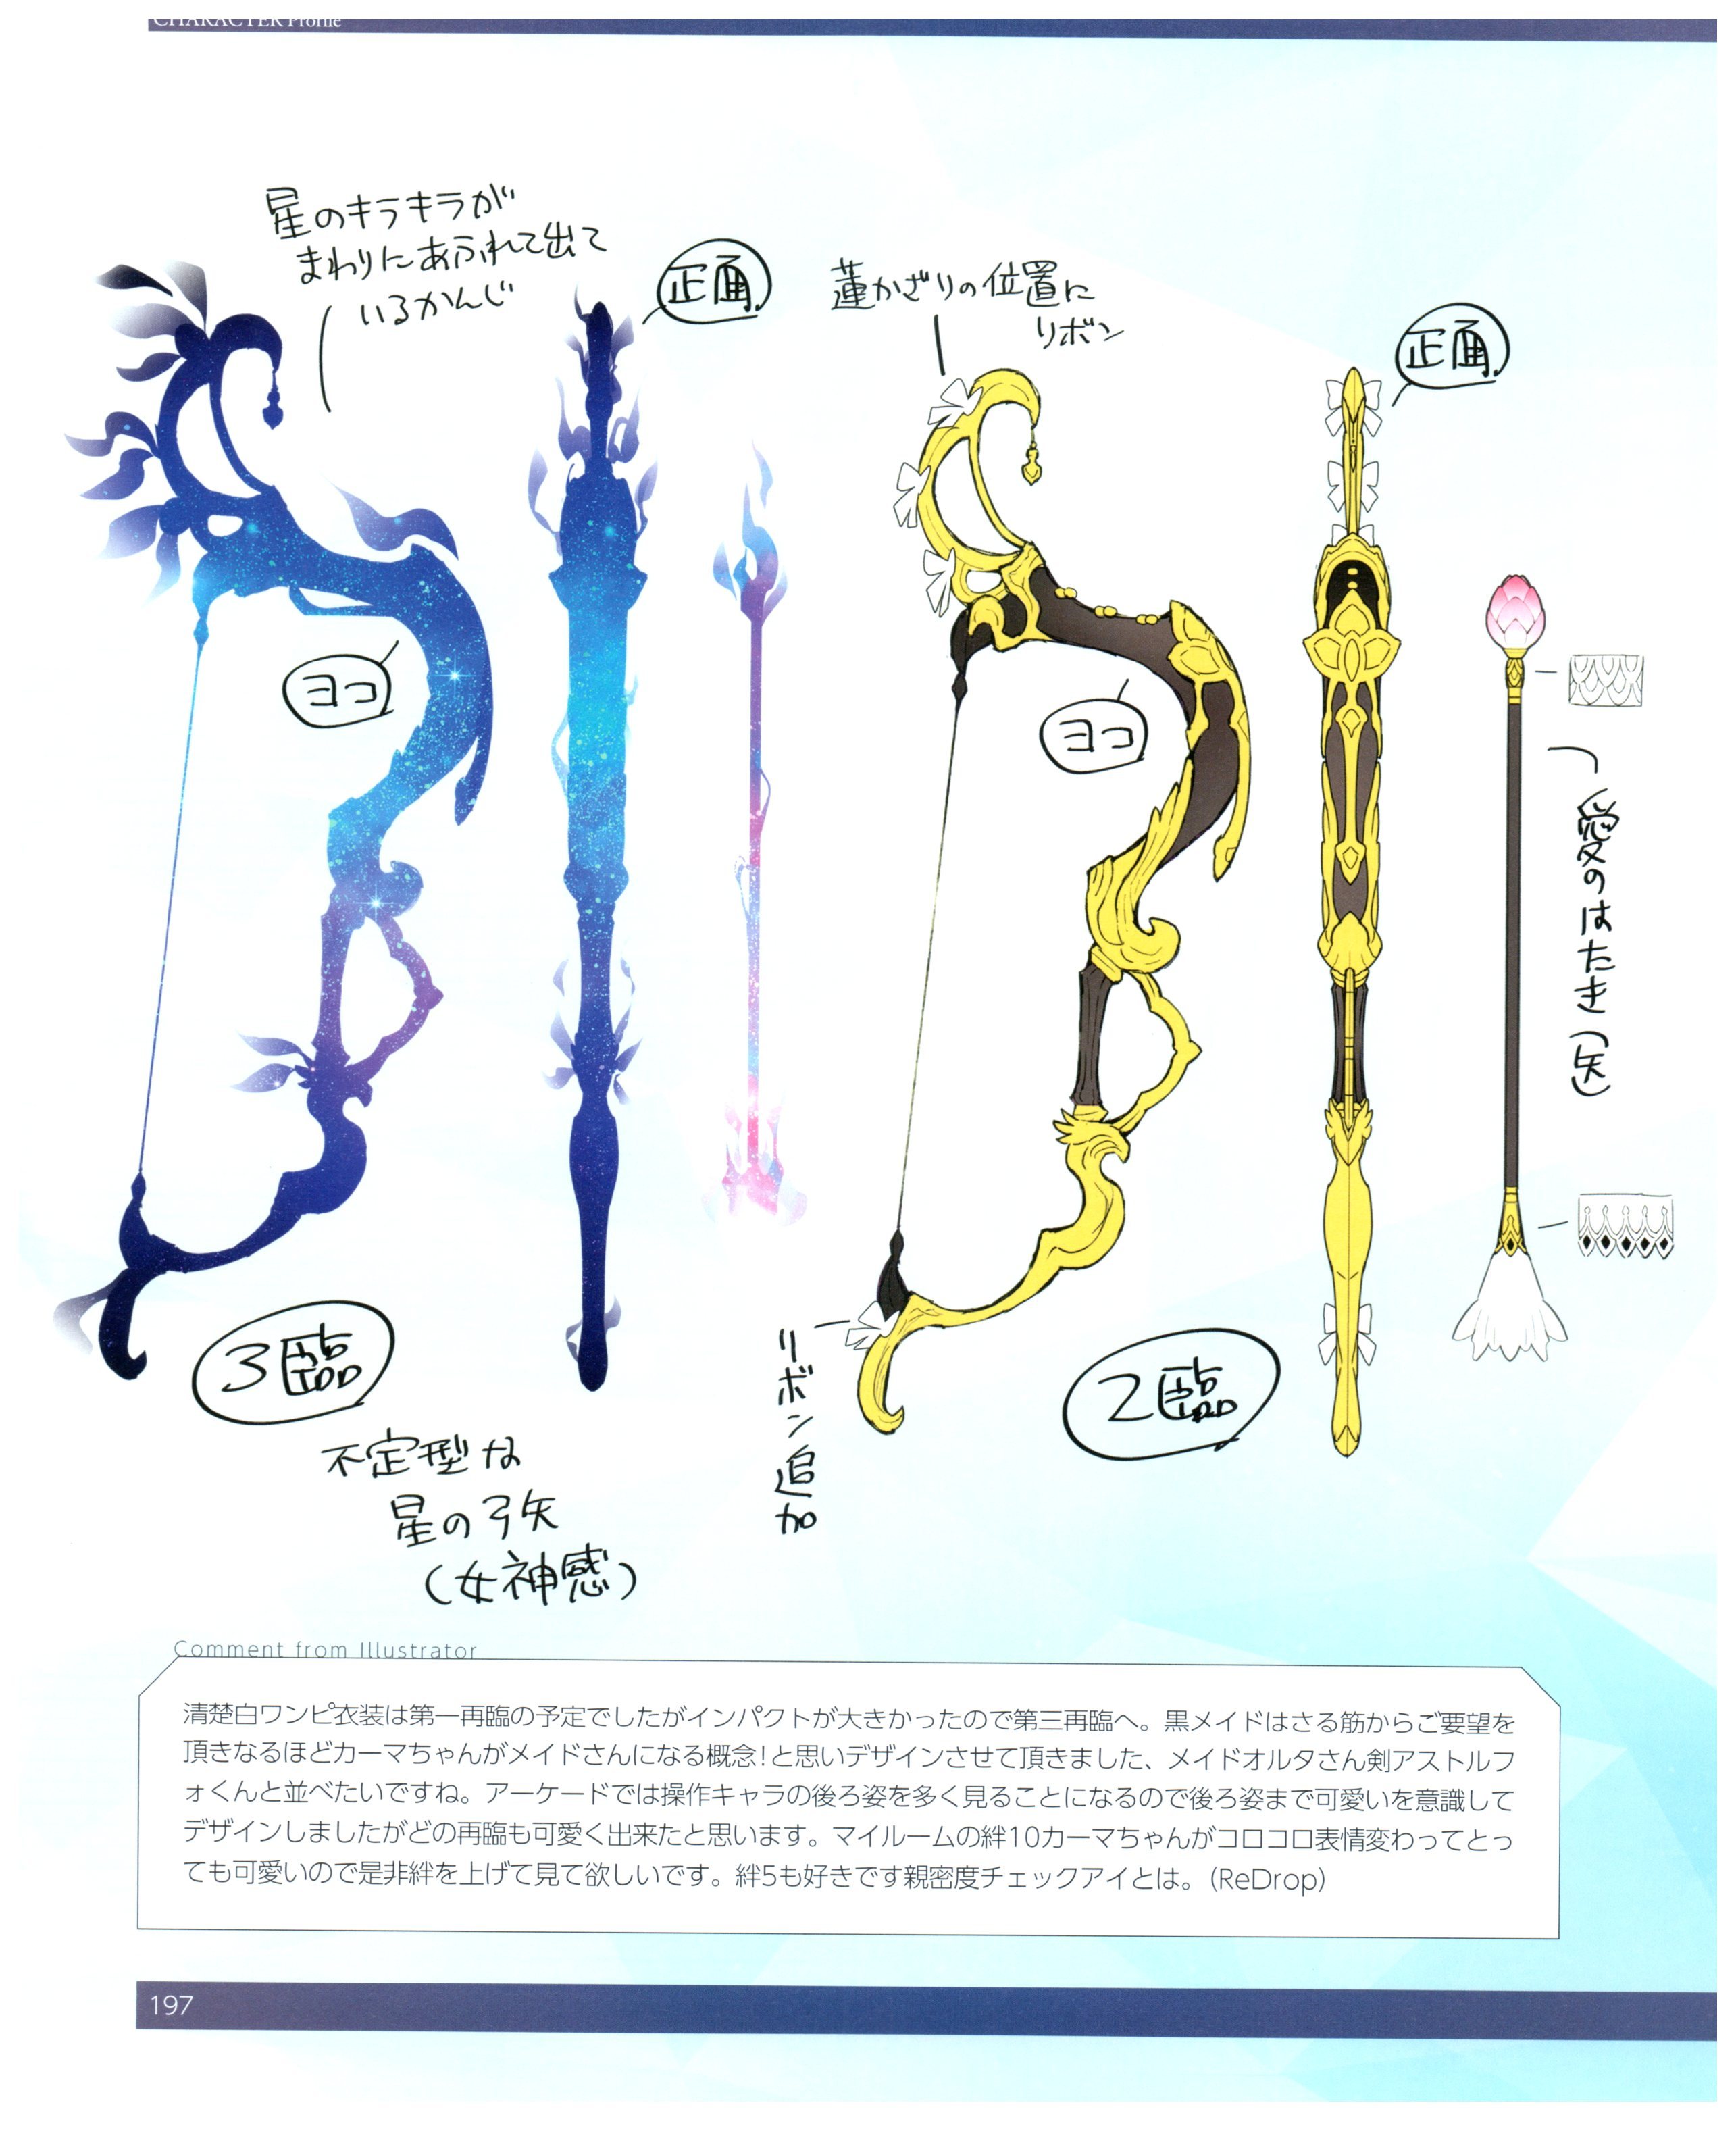 CHARACTER Profile
星のキラキラが
まわりにあふれて出て
いるかんじ
正面
蓮かざりの位置に
リボン
正面
ヨコ
ヨコ
愛のはたき(矢)
3臨
不定型な
星の弓矢
(女神感)
リボン追加
2臨
Comment from Illustrator
清楚白ワンピ衣装は第一再臨の予定でしたがインパクトが大きかったので第三再臨へ。黒メイドはさる筋からご要望を
頂きなるほどカーマちゃんがメイドさんになる概念!と思いデザインさせて頂きました、メイドオルタさん剣アストルフ
ォくんと並べたいですね。アーケードでは操作キャラの後ろ姿を多く見ることになるので後ろ姿まで可愛いを意識して
デザインしましたがどの再臨も可愛く出来たと思います。マイルームの絆10カーマちゃんがコロコロ表情変わってとっ
ても可愛いので是非絆を上げて見て欲しいです。絆5も好きです親密度チェックアイとは。(ReDrop)
197